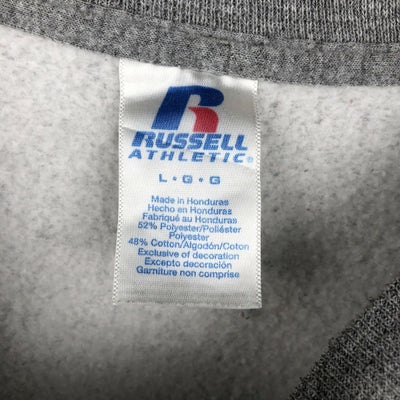 R
RUSSELL
ATHLETIC®
L • G • G
Made in Honduras
Hecho en Honduras
Fabriqué au Honduras
52% Polyester/Poliéster
Polyester
48% Cotton/Algodón/Coton
Exclusive of decoration
Excepto decoración
Garniture non comprise